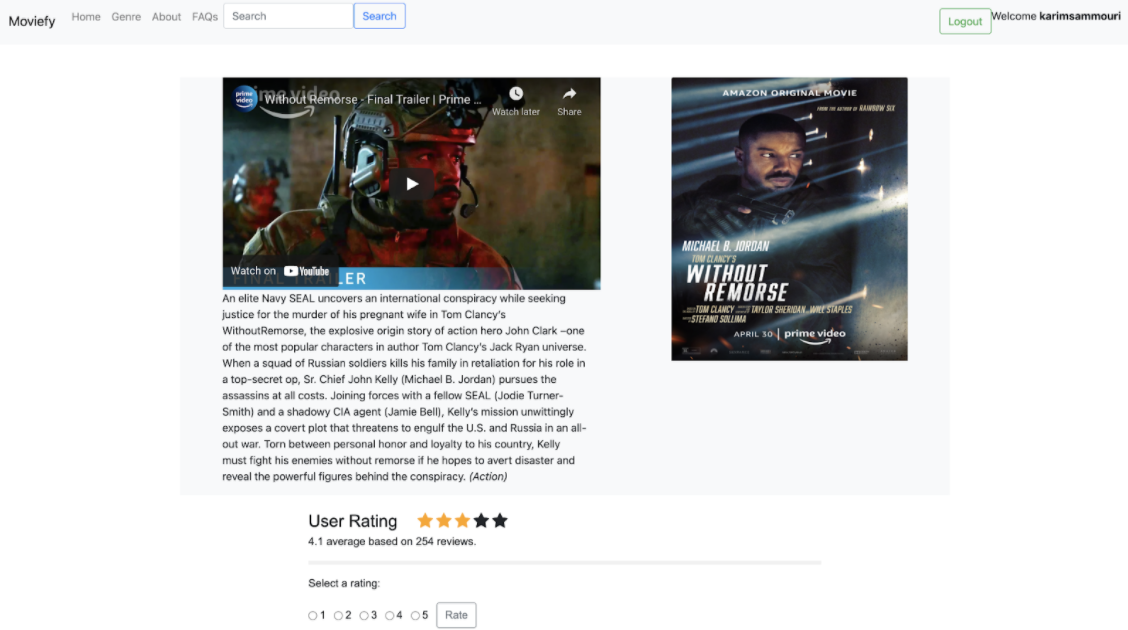 Moviefy Home Genre About FAQs Search Search Logout Welcome karimsammouri
prime video
prime video
Without Remorse - Final Trailer | Prime ...
Watch later Share
Watch on YouTube
FINAL TRAILER
An elite Navy SEAL uncovers an international conspiracy while seeking
justice for the murder of his pregnant wife in Tom Clancy's
WithoutRemorse, the explosive origin story of action hero John Clark –one
of the most popular characters in author Tom Clancy's Jack Ryan universe.
When a squad of Russian soldiers kills his family in retaliation for his role in
a top-secret op, Sr. Chief John Kelly (Michael B. Jordan) pursues the
assassins at all costs. Joining forces with a fellow SEAL (Jodie Turner-
Smith) and a shadowy CIA agent (Jamie Bell), Kelly's mission unwittingly
exposes a covert plot that threatens to engulf the U.S. and Russia in an all-
out war. Torn between personal honor and loyalty to his country, Kelly
must fight his enemies without remorse if he hopes to avert disaster and
reveal the powerful figures behind the conspiracy. (Action)
AMAZON ORIGINAL MOVIE
FROM THE AUTHOR OF RAINBOW SIX
MICHAEL B. JORDAN
TOM CLANCY'S
WITHOUT
REMORSE
TOM CLANCY TAYLOR SHERIDAN WILL STAPLES
STEFANO SOLLIMA
APRIL 30 | prime video
User Rating
4.1 average based on 254 reviews.
Select a rating:
1 2 3 4 5 Rate